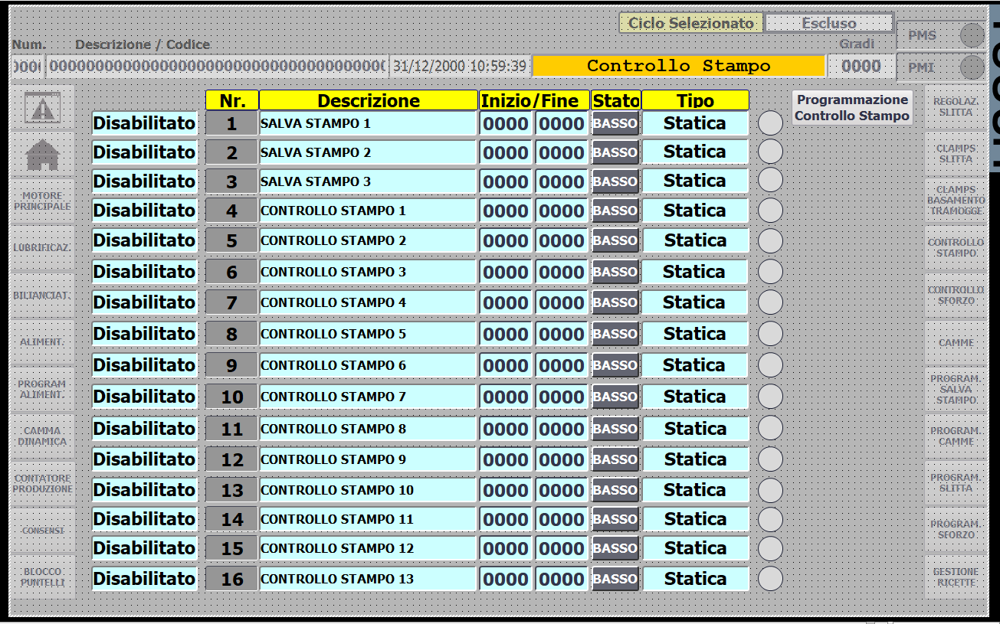 Ciclo Selezionato Escluso
Num. Descrizione / Codice Gradi PMS
31/12/2000 10:59:39 Controllo Stampo 0000 PMI
Nr. Descrizione Inizio/Fine Stato Tipo
Programmazione
Controllo Stampo
Disabilitato 1 SALVA STAMPO 1 0000 0000 BASSO Statica
Disabilitato 2 SALVA STAMPO 2 0000 0000 BASSO Statica
Disabilitato 3 SALVA STAMPO 3 0000 0000 BASSO Statica
Disabilitato 4 CONTROLLO STAMPO 1 0000 0000 BASSO Statica
Disabilitato 5 CONTROLLO STAMPO 2 0000 0000 BASSO Statica
Disabilitato 6 CONTROLLO STAMPO 3 0000 0000 BASSO Statica
Disabilitato 7 CONTROLLO STAMPO 4 0000 0000 BASSO Statica
Disabilitato 8 CONTROLLO STAMPO 5 0000 0000 BASSO Statica
Disabilitato 9 CONTROLLO STAMPO 6 0000 0000 BASSO Statica
Disabilitato 10 CONTROLLO STAMPO 7 0000 0000 BASSO Statica
Disabilitato 11 CONTROLLO STAMPO 8 0000 0000 BASSO Statica
Disabilitato 12 CONTROLLO STAMPO 9 0000 0000 BASSO Statica
Disabilitato 13 CONTROLLO STAMPO 10 0000 0000 BASSO Statica
Disabilitato 14 CONTROLLO STAMPO 11 0000 0000 BASSO Statica
Disabilitato 15 CONTROLLO STAMPO 12 0000 0000 BASSO Statica
Disabilitato 16 CONTROLLO STAMPO 13 0000 0000 BASSO Statica
MOTORE
PRINCIPALE
LUBRIFICAZ.
BILIANCIAT.
ALIMENT.
PROGRAM
ALIMENT.
CAMMA
DINAMICA
CONTATORE
PRODUZIONE
CONSENSI
BLOCCO
PUNTELLI
REGOLAZ.
SLITTA
CLAMPS
SLITTA
CLAMPS
BASAMENTO
TRAMOGGE
CONTROLLO
STAMPO
CONTROLLO
SFORZO
CAMME
PROGRAM.
SALVA
STAMPO
PROGRAM.
CAMME
PROGRAM.
SLITTA
PROGRAM.
SFORZO
GESTIONE
RICETTE